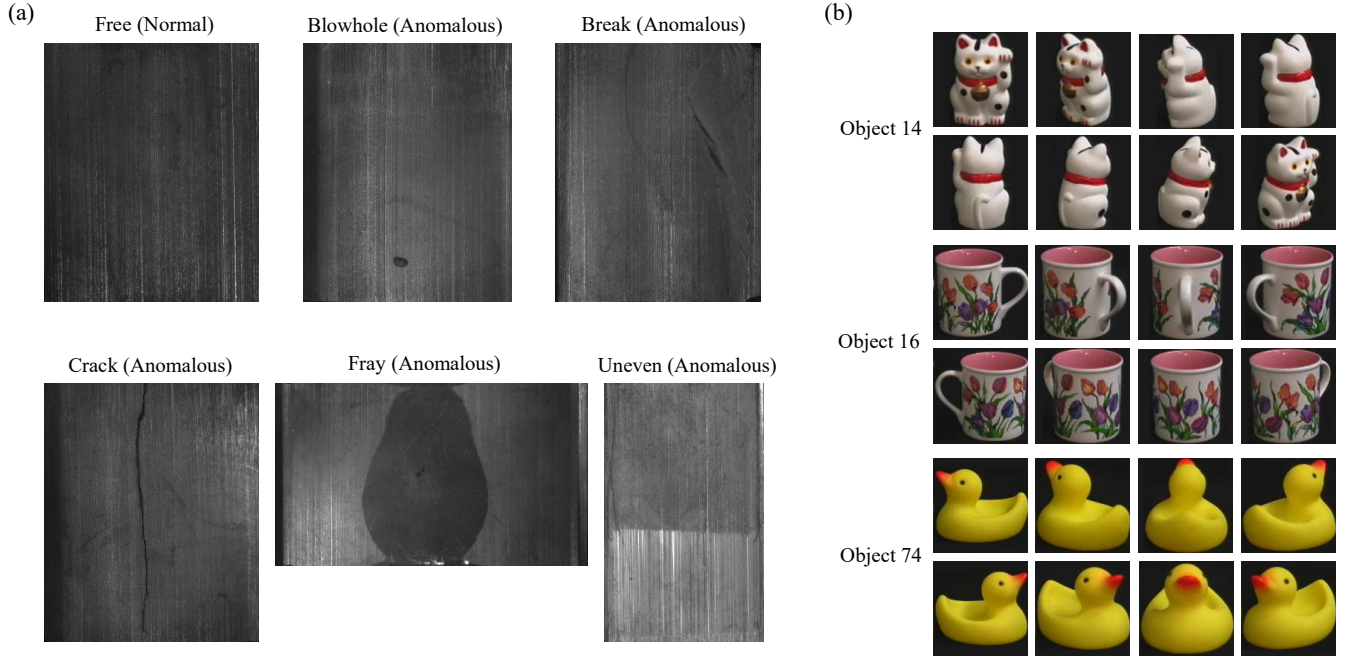 (a)
Free (Normal)
Blowhole (Anomalous)
Break (Anomalous)
Crack (Anomalous)
Fray (Anomalous)
Uneven (Anomalous)
(b)
Object 14
Object 16
Object 74